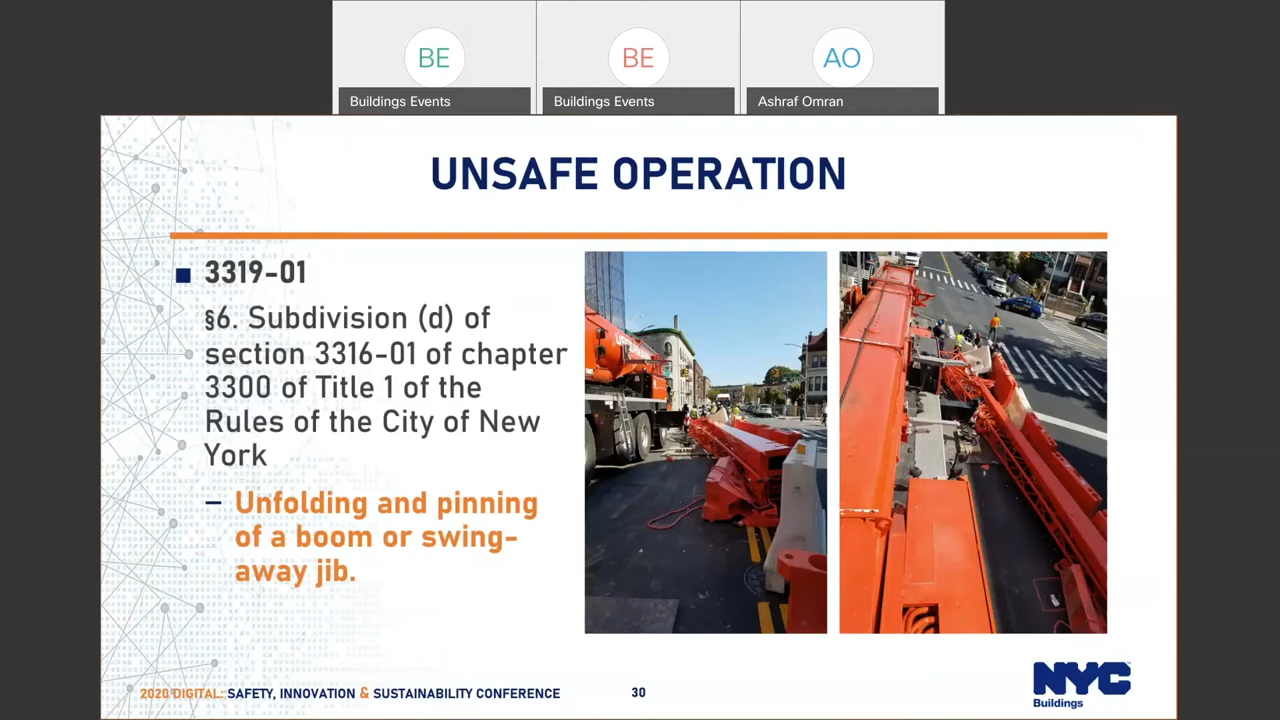 BE
BE
AO
Buildings Events
Buildings Events
Ashraf Omran
UNSAFE OPERATION
3319-01
§6. Subdivision (d) of
section 3316-01 of chapter
3300 of Title 1 of the
Rules of the City of New
York
– Unfolding and pinning
of a boom or swing-
away jib.
2020 DIGITAL: SAFETY, INNOVATION & SUSTAINABILITY CONFERENCE
30
NYC
Buildings